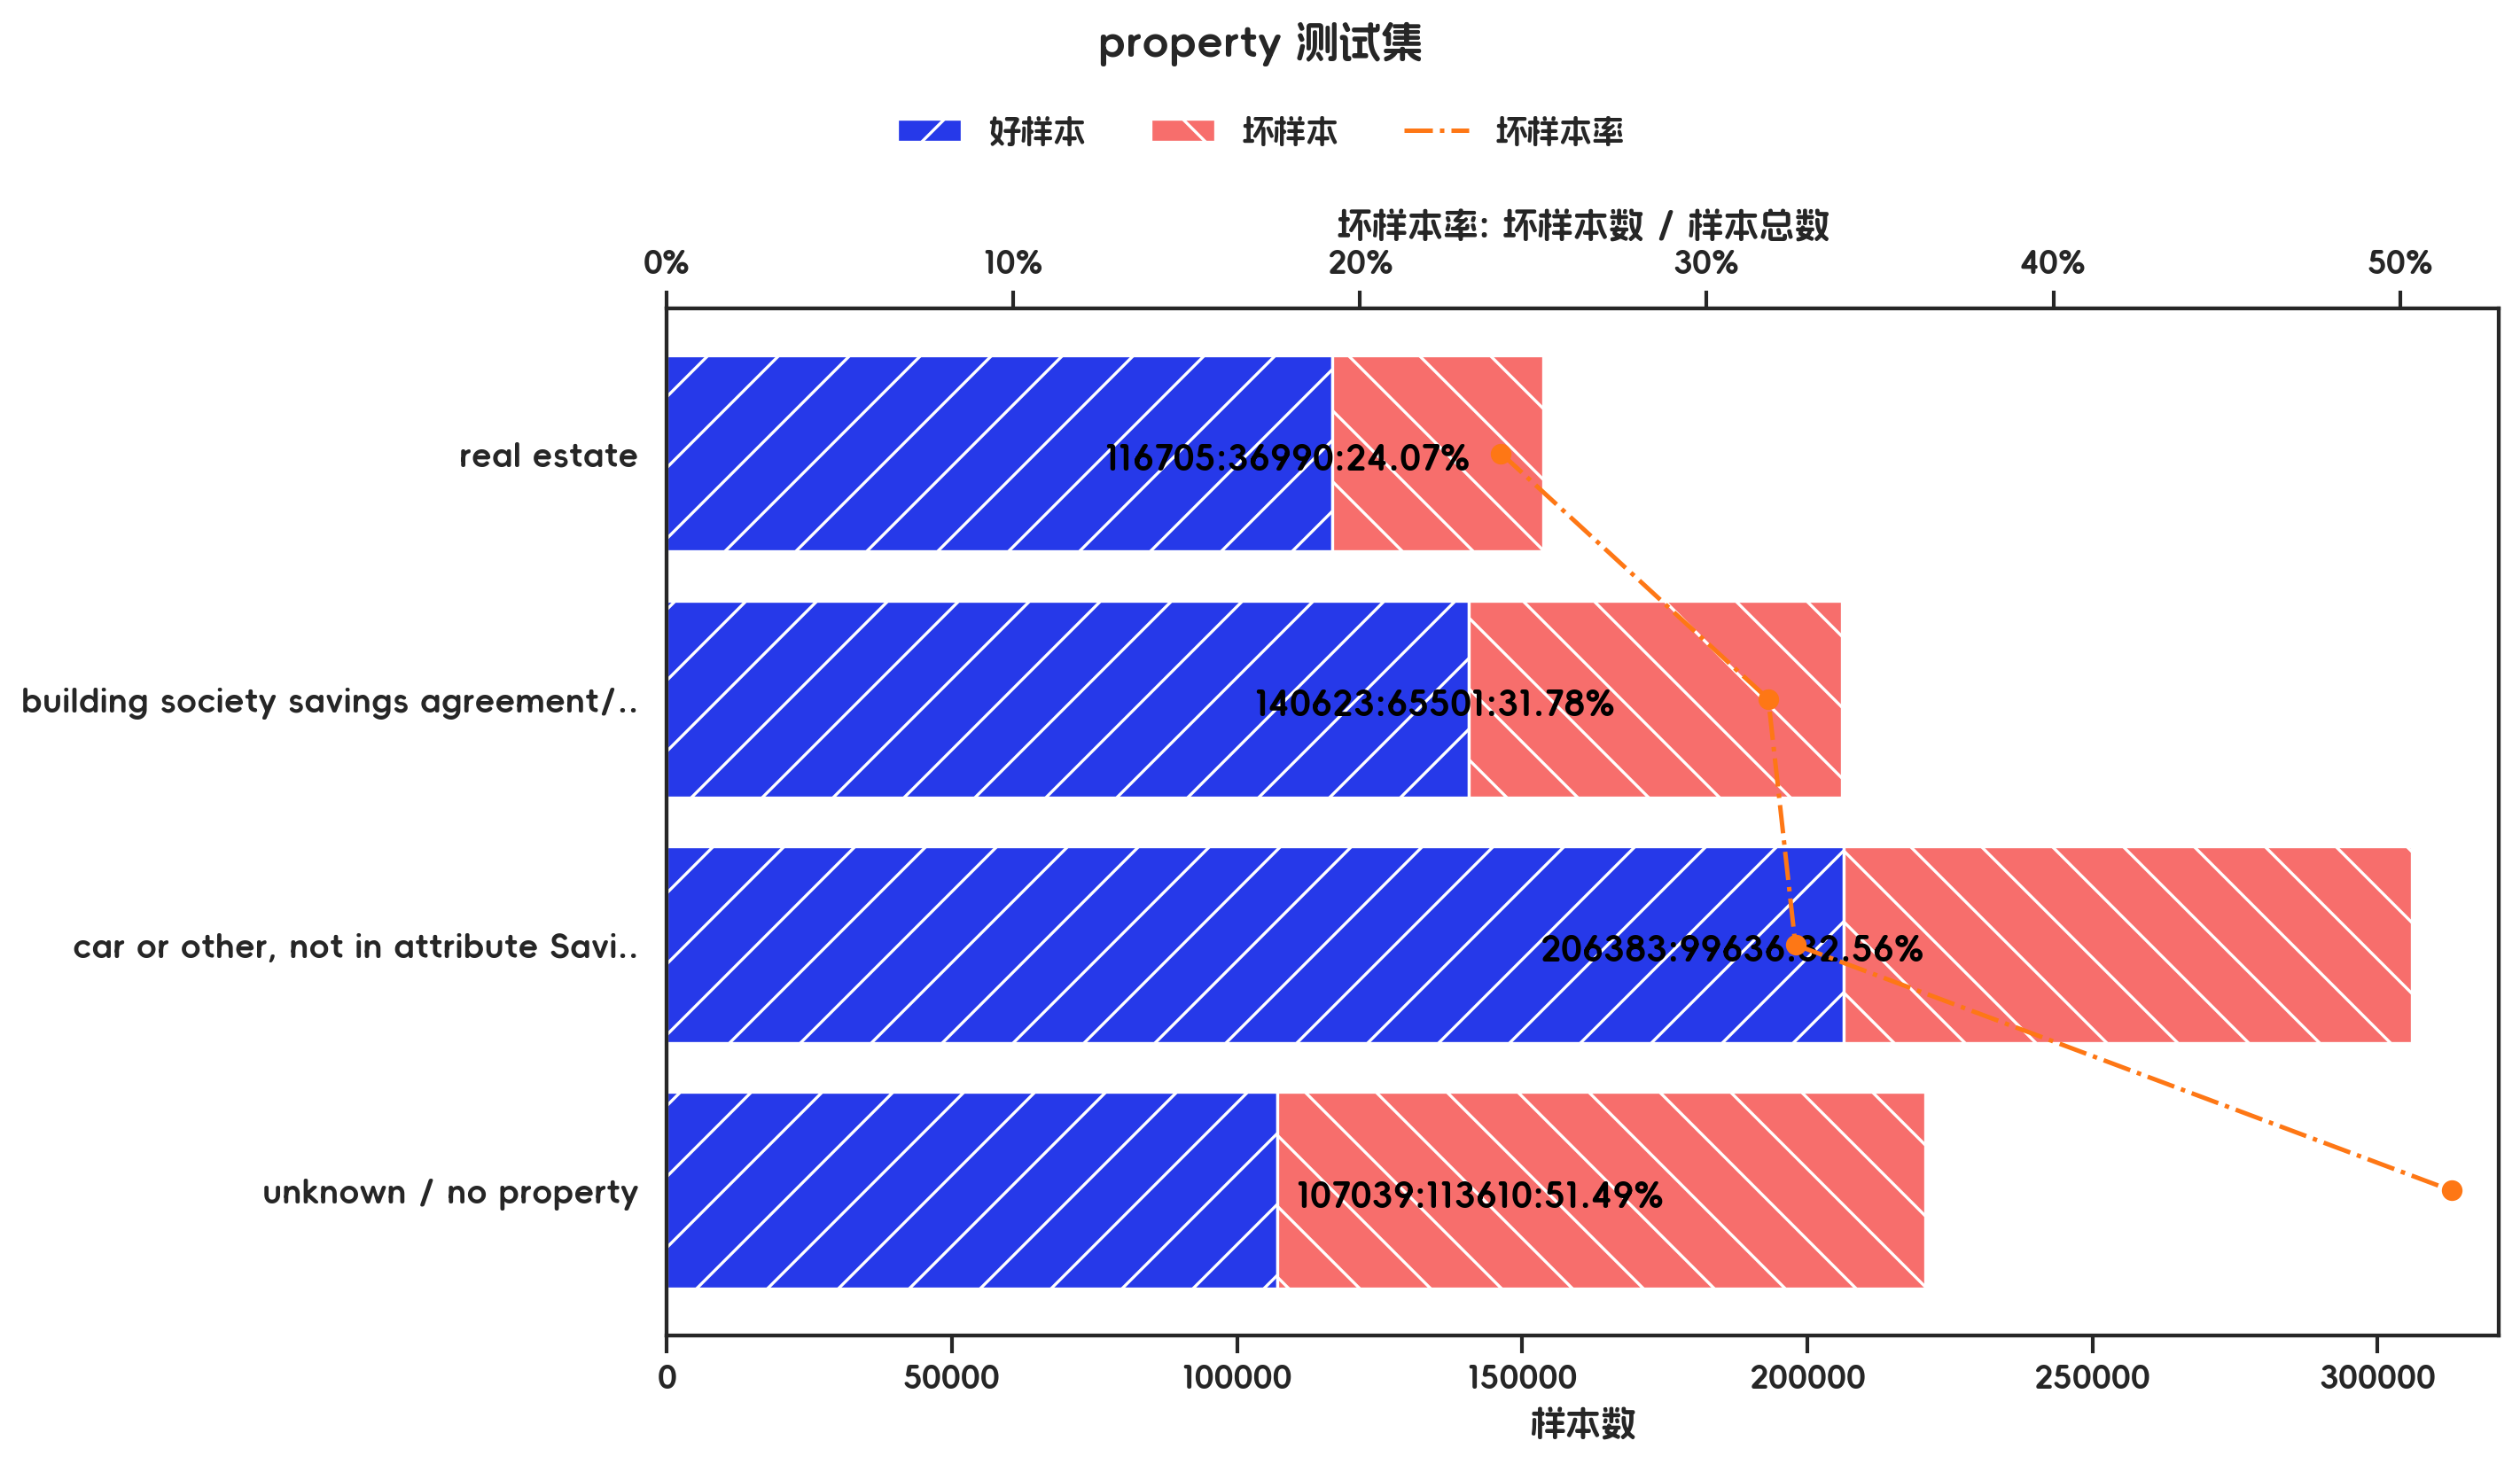 property 测试集
好样本 坏样本 坏样本率
坏样本率: 坏样本数 / 样本总数
0% 10% 20% 30% 40% 50%
real estate 116705:36990:24.07%
building society savings agreement/.. 140623:65501:31.78%
car or other, not in attribute Savi.. 206383:99636:32.56%
unknown / no property 107039:113610:51.49%
0 50000 100000 150000 200000 250000 300000
样本数